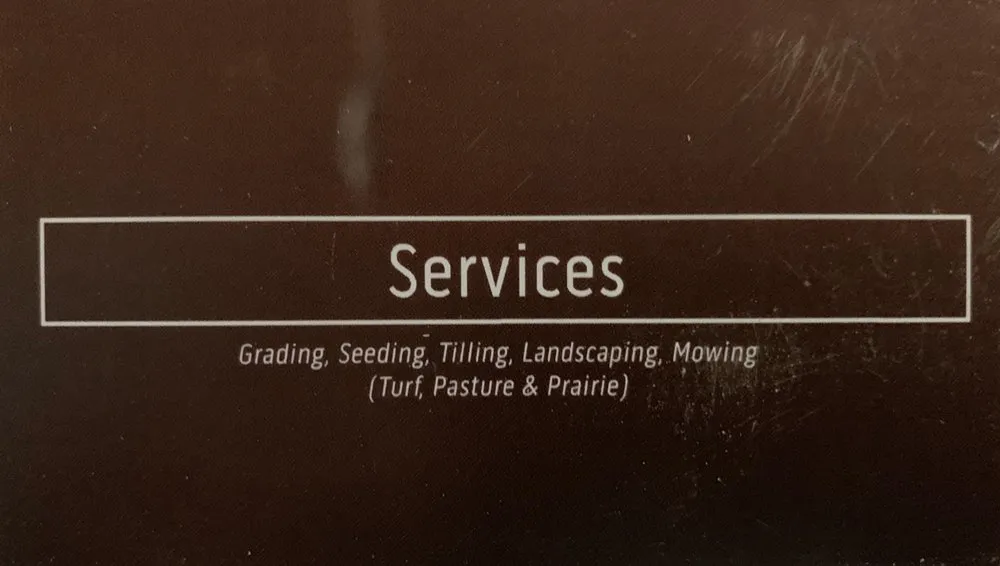 Services
Grading, Seeding, Tilling, Landscaping, Mowing
(Turf, Pasture & Prairie)